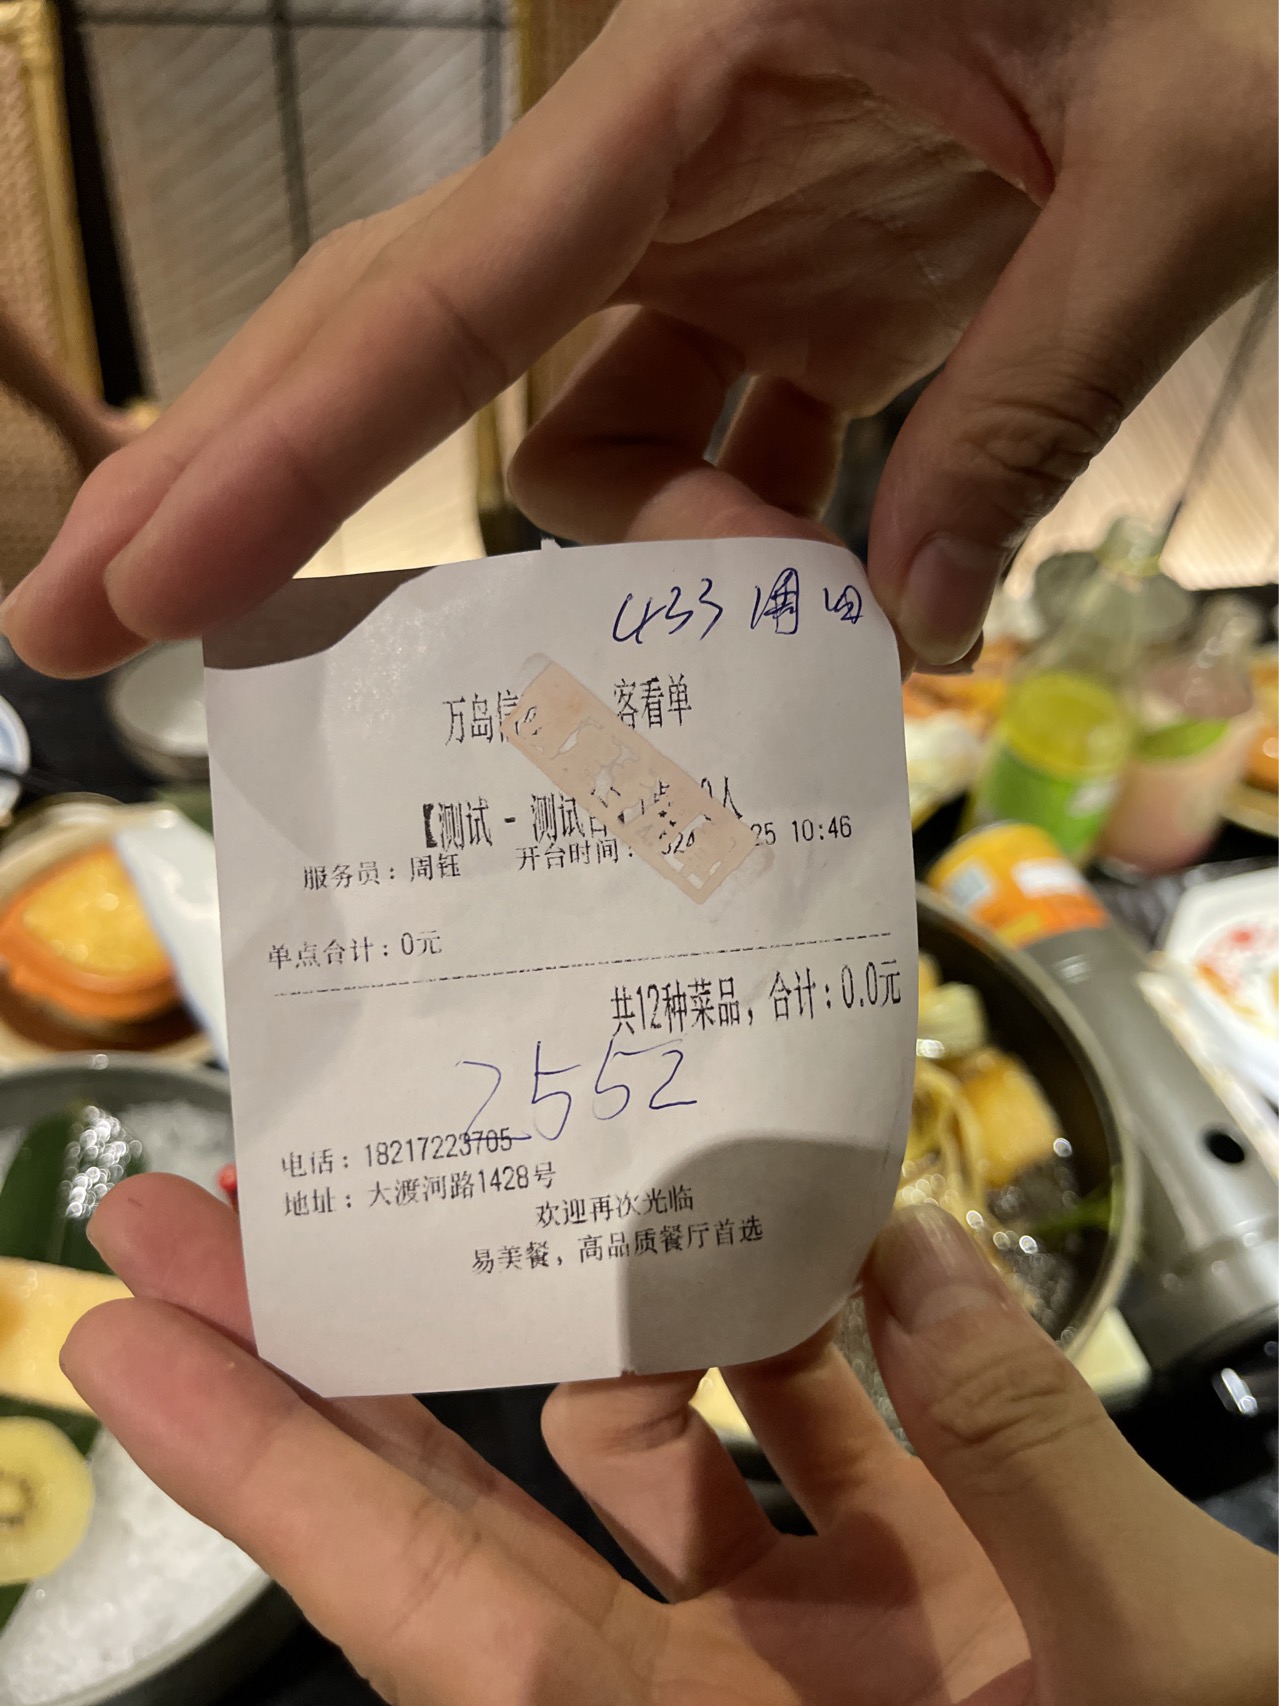 433 周四
万岛信 客看单
【测试 - 测试 人
服务员：周钰 开台时间： 25 10:46
单点合计：0元
共12种菜品，合计：0.0元
2552
电话：18217223705
地址：大渡河路1428号
欢迎再次光临
易美餐，高品质餐厅首选